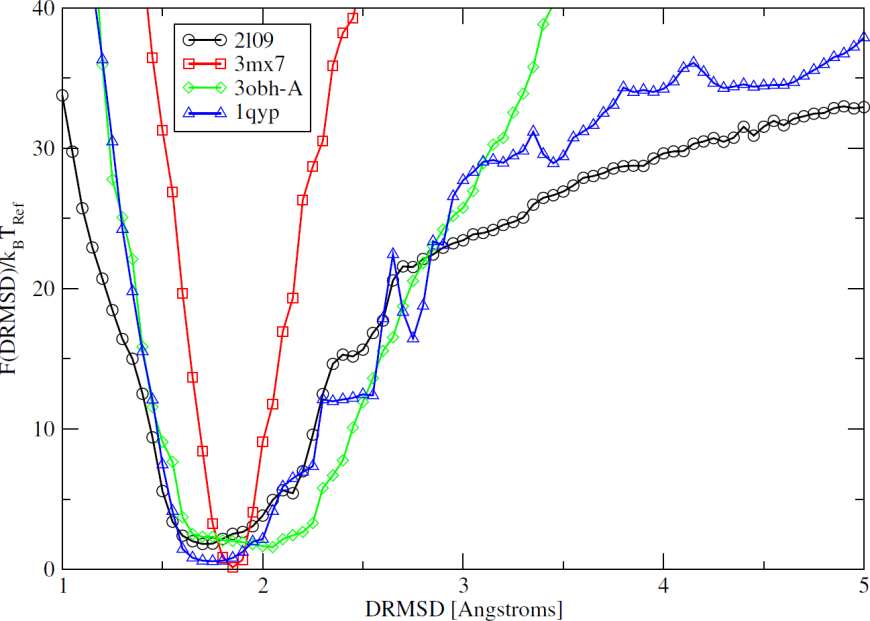 40
30
20
10
0
F(DRMSD)/k_B T_Ref
2l09
3mx7
3obh-A
1qyp
1
2
3
4
5
DRMSD [Angstroms]